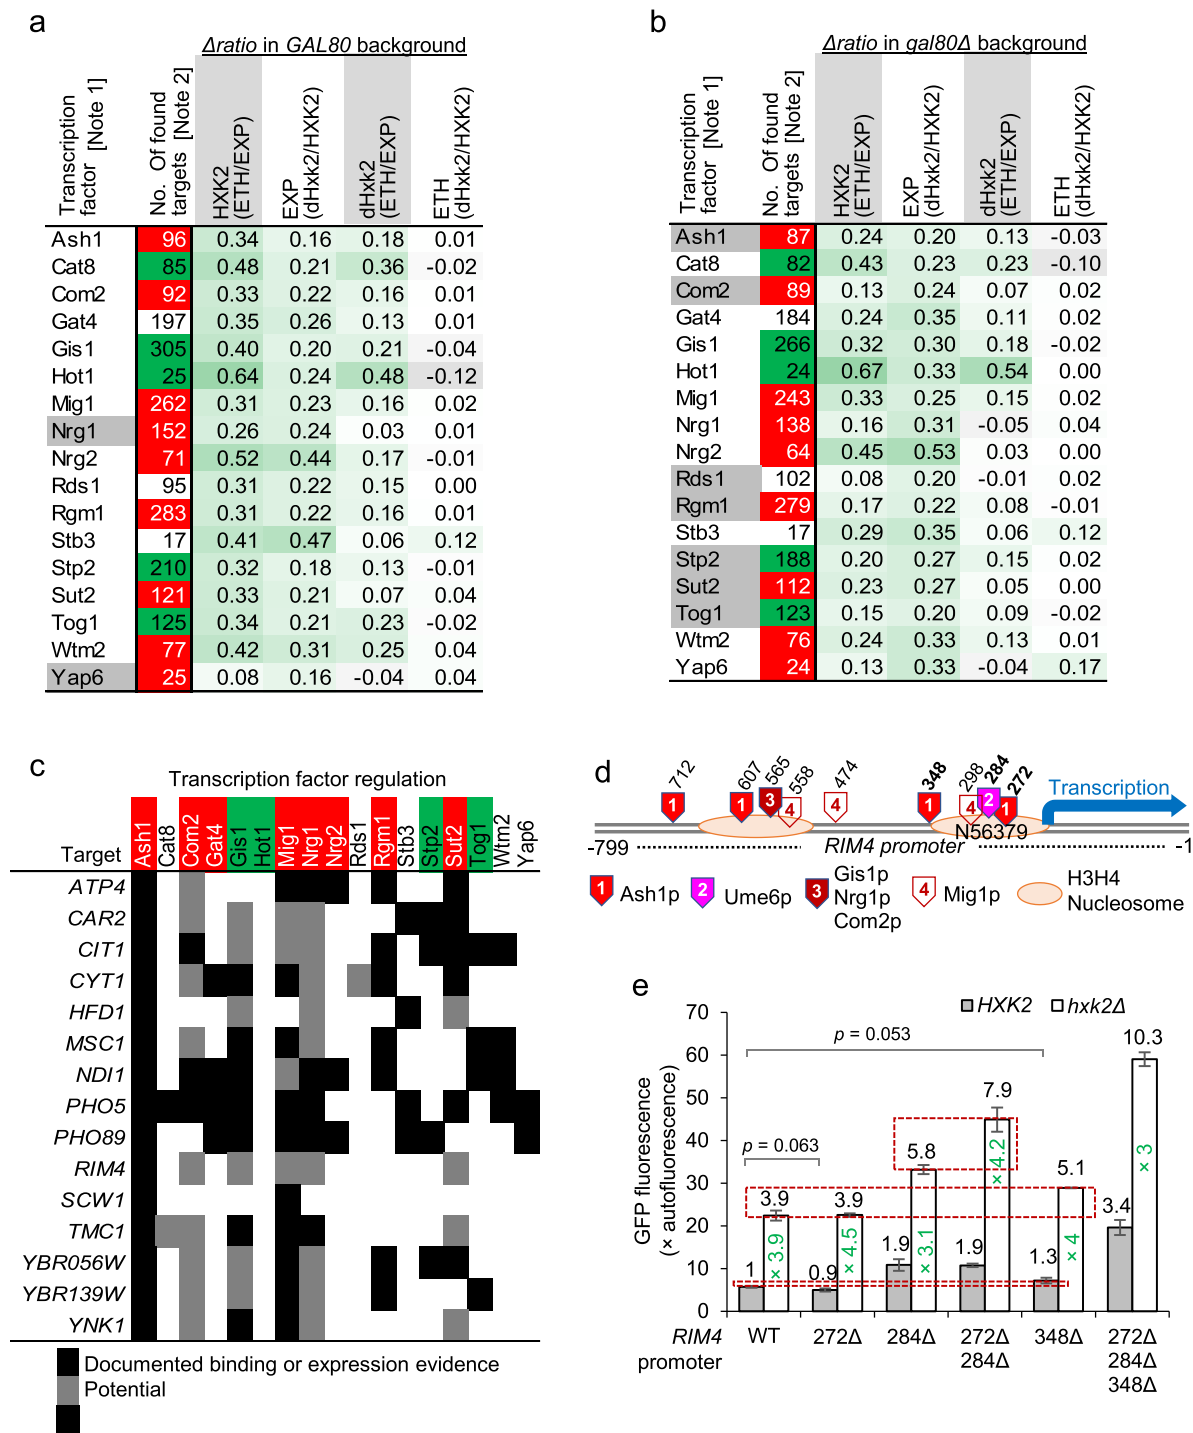 a
Δratio in GAL80 background
Transcription factor [Note 1]
No. Of found targets [Note 2]
HXK2 (ETH/EXP)
EXP (dHxk2/HXK2)
dHxk2 (ETH/EXP)
ETH (dHxk2/HXK2)
Ash1 96 0.34 0.16 0.18 0.01
Cat8 85 0.48 0.21 0.36 -0.02
Com2 92 0.33 0.22 0.16 0.01
Gat4 197 0.35 0.26 0.13 0.01
Gis1 305 0.40 0.20 0.21 -0.04
Hot1 25 0.64 0.24 0.48 -0.12
Mig1 262 0.31 0.23 0.16 0.02
Nrg1 152 0.26 0.24 0.03 0.01
Nrg2 71 0.52 0.44 0.17 -0.01
Rds1 95 0.31 0.22 0.15 0.00
Rgm1 283 0.31 0.22 0.16 0.01
Stb3 17 0.41 0.47 0.06 0.12
Stp2 210 0.32 0.18 0.13 -0.01
Sut2 121 0.33 0.21 0.07 0.04
Tog1 125 0.34 0.21 0.23 -0.02
Wtm2 77 0.42 0.31 0.25 0.04
Yap6 25 0.08 0.16 -0.04 0.04
b
Δratio in gal80Δ background
Transcription factor [Note 1]
No. Of found targets [Note 2]
HXK2 (ETH/EXP)
EXP (dHxk2/HXK2)
dHxk2 (ETH/EXP)
ETH (dHxk2/HXK2)
Ash1 87 0.24 0.20 0.13 -0.03
Cat8 82 0.43 0.23 0.23 -0.10
Com2 89 0.13 0.24 0.07 0.02
Gat4 184 0.24 0.35 0.11 0.02
Gis1 266 0.32 0.30 0.18 -0.02
Hot1 24 0.67 0.33 0.54 0.00
Mig1 243 0.33 0.25 0.15 0.02
Nrg1 138 0.16 0.31 -0.05 0.04
Nrg2 64 0.45 0.53 0.03 0.00
Rds1 102 0.08 0.20 -0.01 0.02
Rgm1 279 0.17 0.22 0.08 -0.01
Stb3 17 0.29 0.35 0.06 0.12
Stp2 188 0.20 0.27 0.15 0.02
Sut2 112 0.23 0.27 0.05 0.00
Tog1 123 0.15 0.20 0.09 -0.02
Wtm2 76 0.24 0.33 0.13 0.01
Yap6 24 0.13 0.33 -0.04 0.17
c
Transcription factor regulation
Target Ash1 Cat8 Com2 Gat4 Gis1 Hot1 Mig1 Nrg1 Nrg2 Rds1 Rgm1 Stb3 Stp2 Sut2 Tog1 Wtm2 Yap6
ATP4
CAR2
CIT1
CYT1
HFD1
MSC1
NDI1
PHO5
PHO89
RIM4
SCW1
TMC1
YBR056W
YBR139W
YNK1
Documented binding or expression evidence
Potential
d
712 607 565 558 474 348 298 284 272
Transcription
1 1 3 4 4 1 4 2 1
N56379
-799 RIM4 promoter -1
1 Ash1p 2 Ume6p 3 Gis1p Nrg1p Com2p 4 Mig1p H3H4 Nucleosome
e
HXK2 hxk2Δ
GFP fluorescence
(× autofluorescence)
70
60
50
40
30
20
10
0
p = 0.053
p = 0.063
1 3.9 0.9 3.9 1.9 5.8 1.9 7.9 1.3 5.1 3.4 10.3
× 3.9 × 4.5 × 3.1 × 4.2 × 4 × 3
RIM4 promoter
WT
272Δ
284Δ
272Δ 284Δ
348Δ
272Δ 284Δ 348Δ